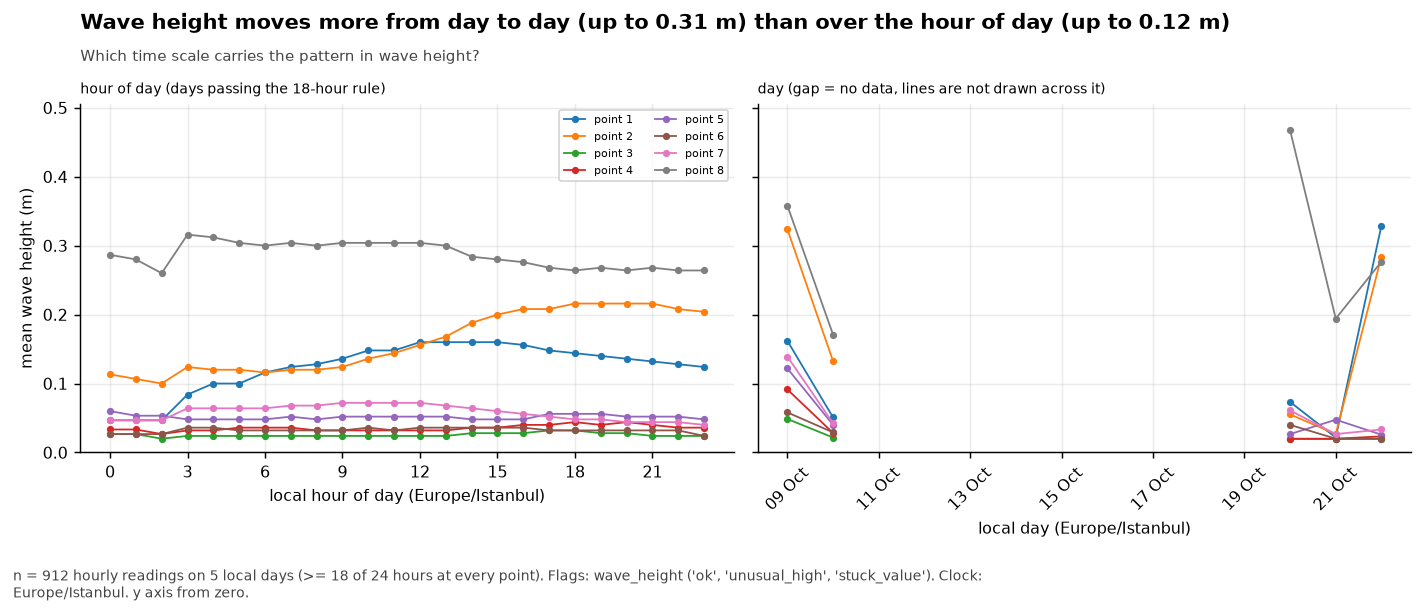 Wave height moves more from day to day (up to 0.31 m) than over the hour of day (up to 0.12 m)
Which time scale carries the pattern in wave height?
hour of day (days passing the 18-hour rule)
mean wave height (m)
0.5
0.4
0.3
0.2
0.1
0.0
point 1
point 2
point 3
point 4
point 5
point 6
point 7
point 8
0 3 6 9 12 15 18 21
local hour of day (Europe/Istanbul)
day (gap = no data, lines are not drawn across it)
09 Oct
11 Oct
13 Oct
15 Oct
17 Oct
19 Oct
21 Oct
local day (Europe/Istanbul)
n = 912 hourly readings on 5 local days (>= 18 of 24 hours at every point). Flags: wave_height ('ok', 'unusual_high', 'stuck_value'). Clock:
Europe/Istanbul. y axis from zero.